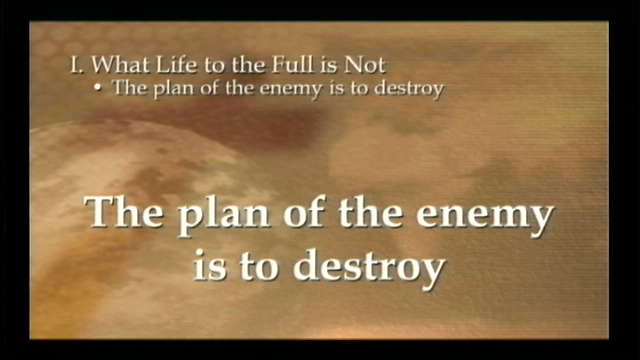 I. What Life to the Full is Not
• The plan of the enemy is to destroy
The plan of the enemy
is to destroy